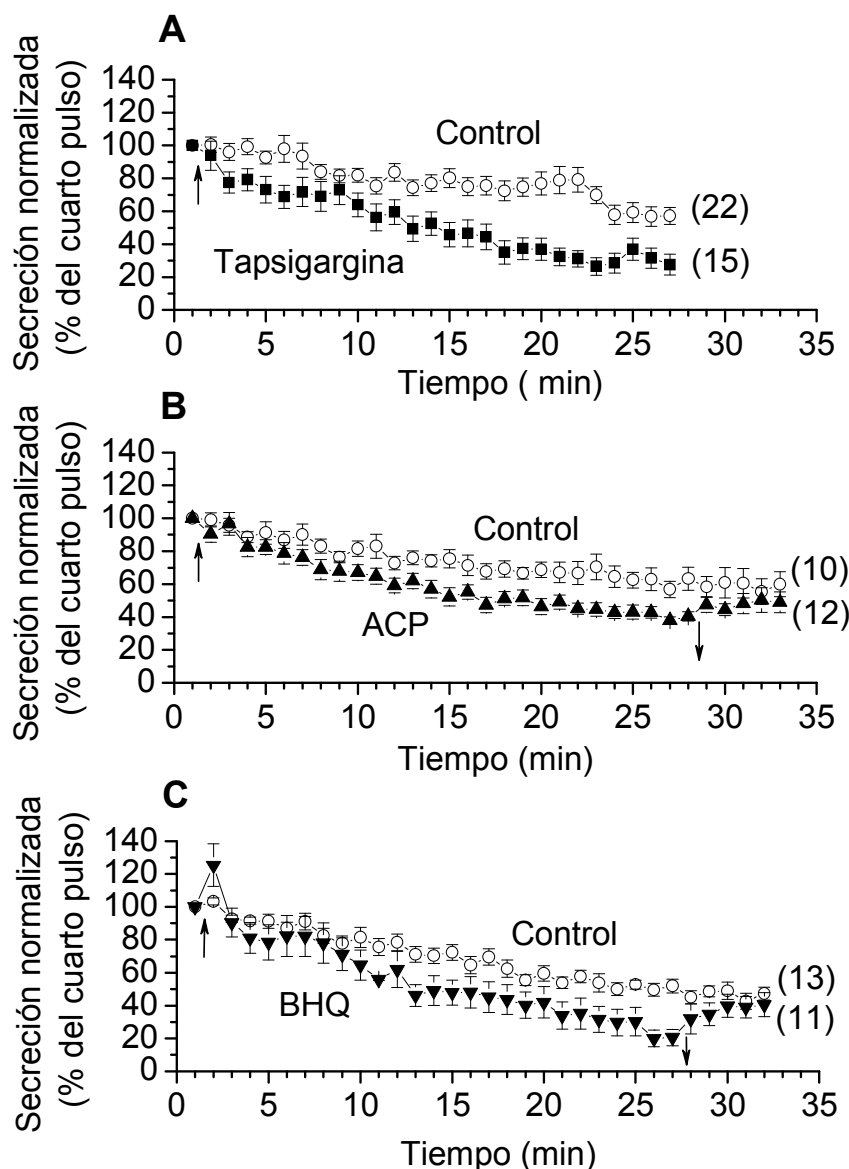 A
Secreción normalizada
(% del cuarto pulso)
140
120
100
80
60
40
20
0
Control
(22)
Tapsigargina
(15)
0 5 10 15 20 25 30 35
Tiempo ( min)
B
Secreción normalizada
(% del cuarto pulso)
140
120
100
80
60
40
20
0
Control
(10)
ACP
(12)
0 5 10 15 20 25 30 35
Tiempo (min)
C
Secreción normalizada
(% del cuarto pulso)
140
120
100
80
60
40
20
0
Control
(13)
BHQ
(11)
0 5 10 15 20 25 30 35
Tiempo (min)